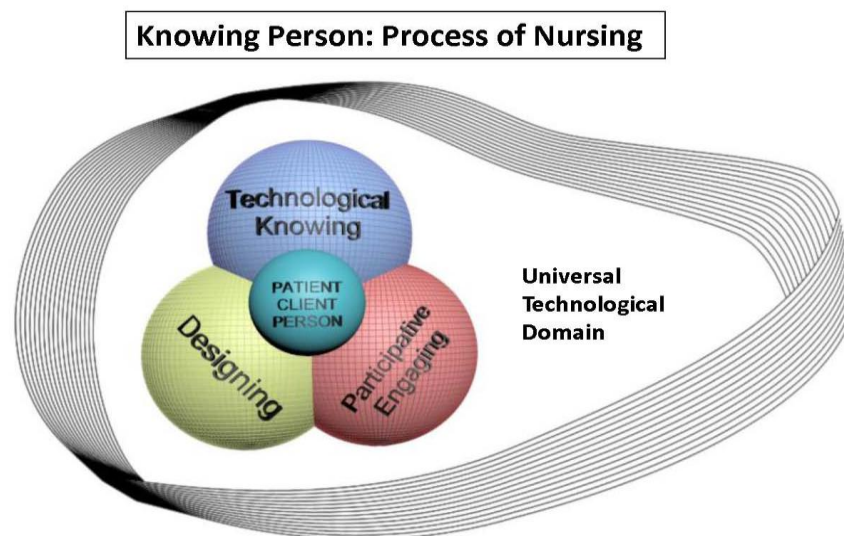 Knowing Person: Process of Nursing
Technological
Knowing
PATIENT
CLIENT
PERSON
Designing
Participative
Engaging
Universal
Technological
Domain